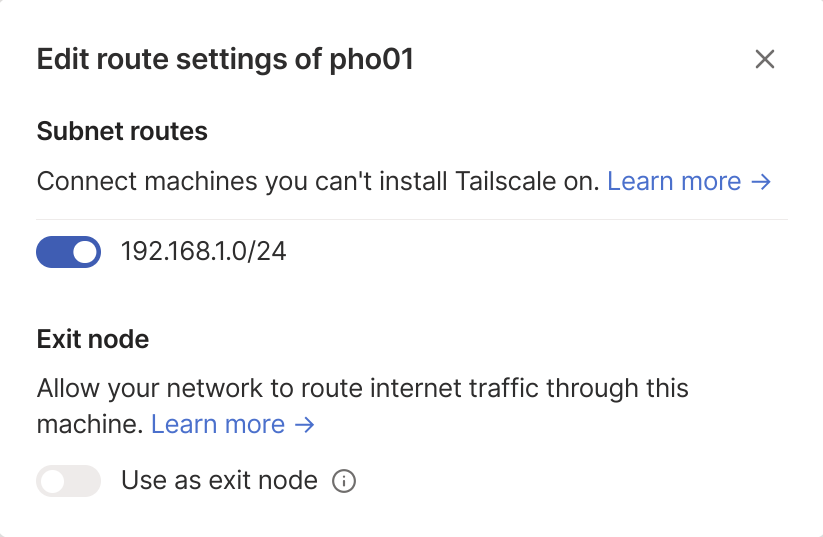 Edit route settings of pho01
Subnet routes
Connect machines you can't install Tailscale on. Learn more →
192.168.1.0/24
Exit node
Allow your network to route internet traffic through this
machine. Learn more →
Use as exit node